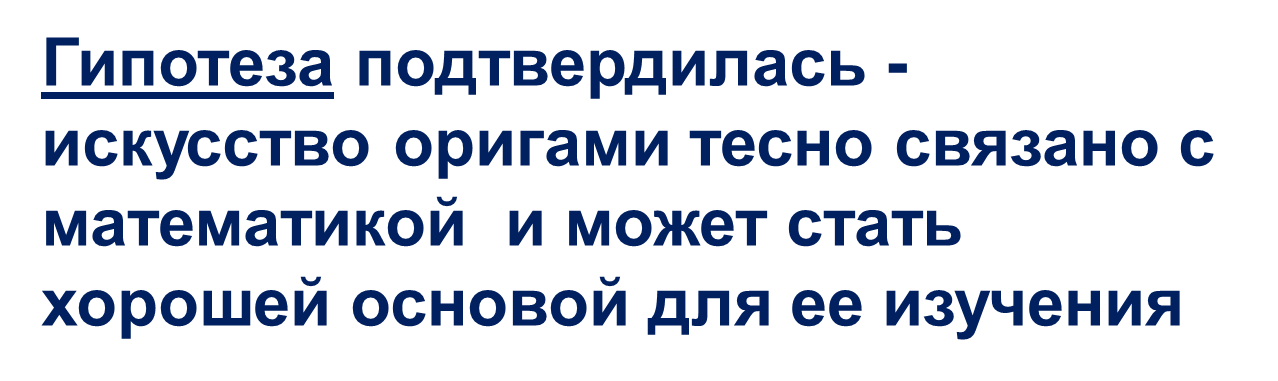 Гипотеза подтвердилась -
искусство оригами тесно связано с
математикой  и может стать
хорошей основой для ее изучения